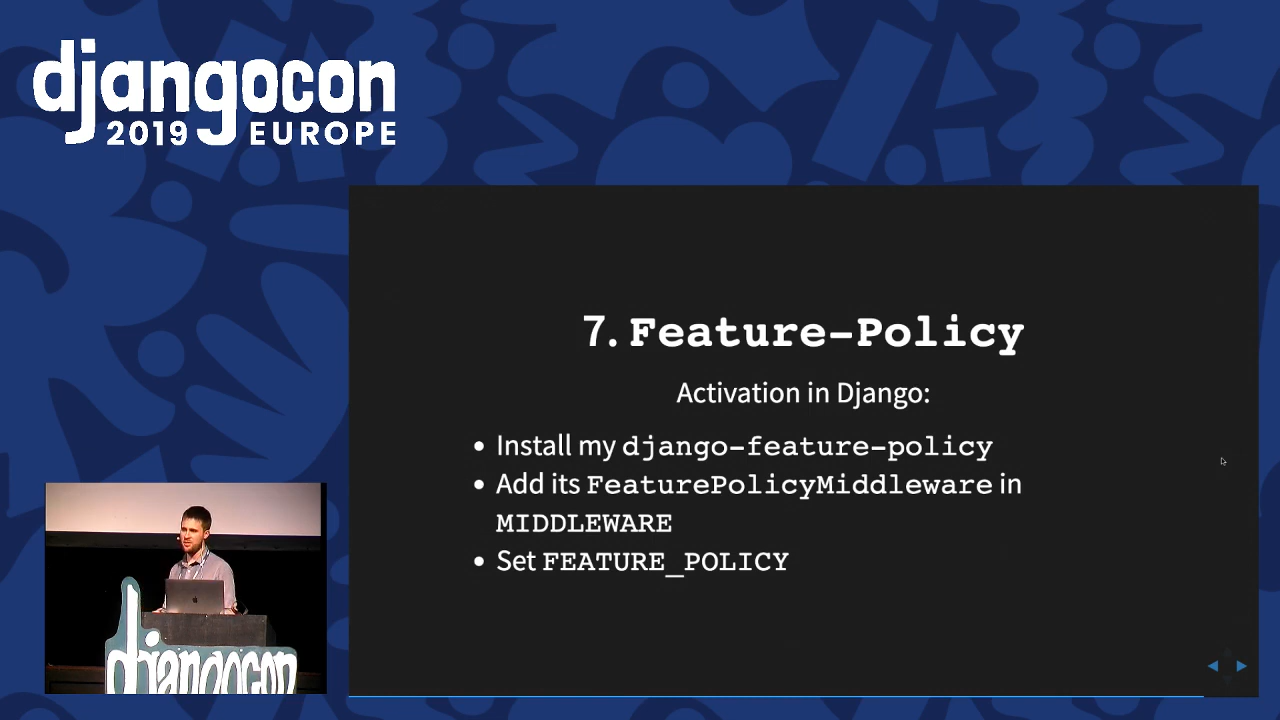 djangocon
2019 EUROPE
7. Feature-Policy
Activation in Django:
• Install my django-feature-policy
• Add its FeaturePolicyMiddleware in
MIDDLEWARE
• Set FEATURE_POLICY
djangocon